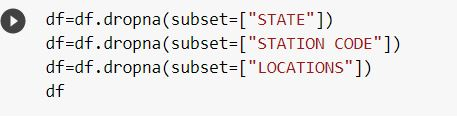 df=df.dropna(subset=["STATE"])
df=df.dropna(subset=["STATION CODE"])
df=df.dropna(subset=["LOCATIONS"])
df